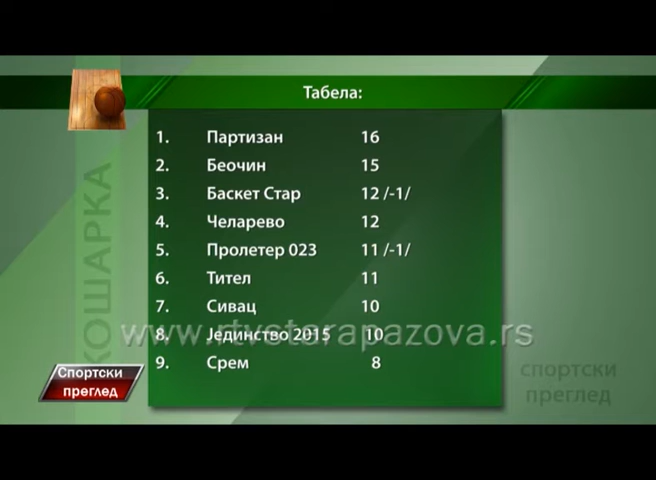 Табела:
1. Партизан 16
2. Беочин 15
3. Баскет Стар 12 /-1/
4. Челарево 12
5. Пролетер 023 11 /-1/
6. Тител 11
7. Сивац 10
8. Јединство 2015 10
9. Срем 8
КОШАРКА
www.rtvstarapazova.rs
Спортски
преглед
спортски
преглед